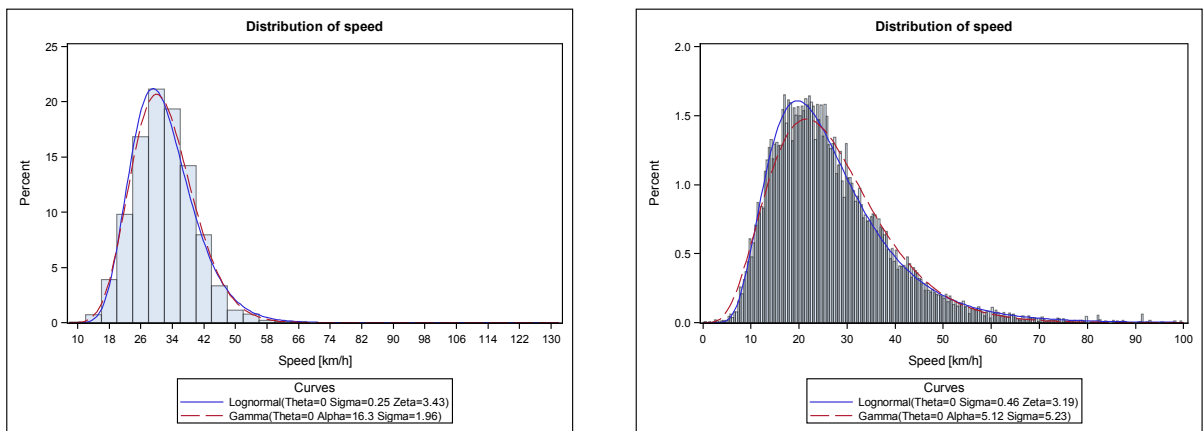 Distribution of speed
25
20
15
10
5
0
Percent
10 18 26 34 42 50 58 66 74 82 90 98 106 114 122 130
Speed [km/h]
Curves
Lognormal(Theta=0 Sigma=0.25 Zeta=3.43)
Gamma(Theta=0 Alpha=16.3 Sigma=1.96)
Distribution of speed
2.0
1.5
1.0
0.5
0.0
Percent
0 10 20 30 40 50 60 70 80 90 100
Speed [km/h]
Curves
Lognormal(Theta=0 Sigma=0.46 Zeta=3.19)
Gamma(Theta=0 Alpha=5.12 Sigma=5.23)